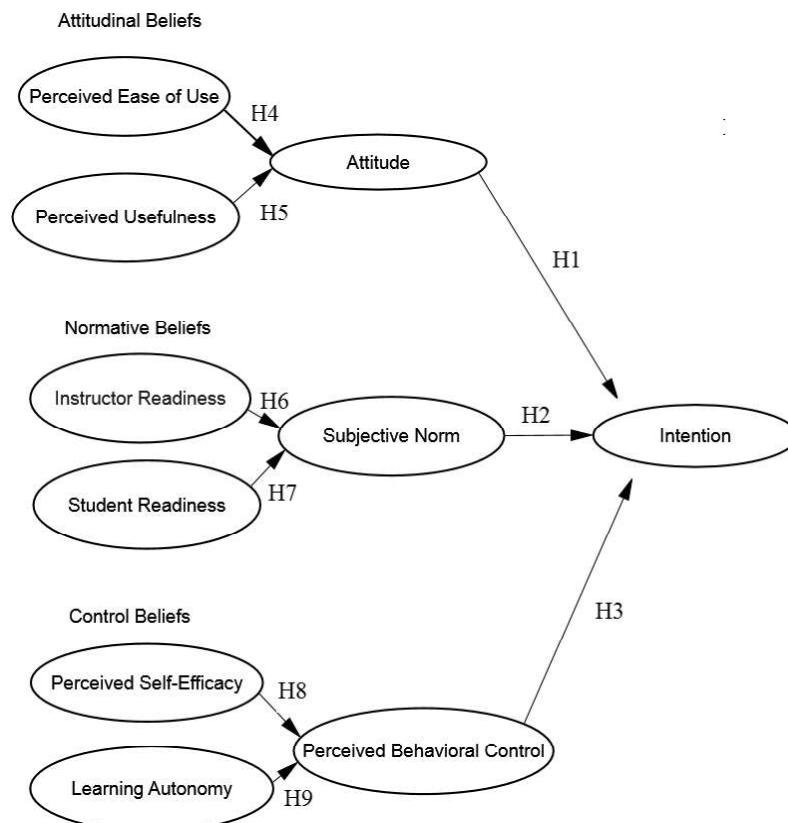 Attitudinal Beliefs
Perceived Ease of Use
H4
Attitude
Perceived Usefulness
H5
H1
Normative Beliefs
Instructor Readiness
H6
Subjective Norm
H2
Intention
Student Readiness
H7
Control Beliefs
H3
Perceived Self-Efficacy
H8
Perceived Behavioral Control
Learning Autonomy
H9